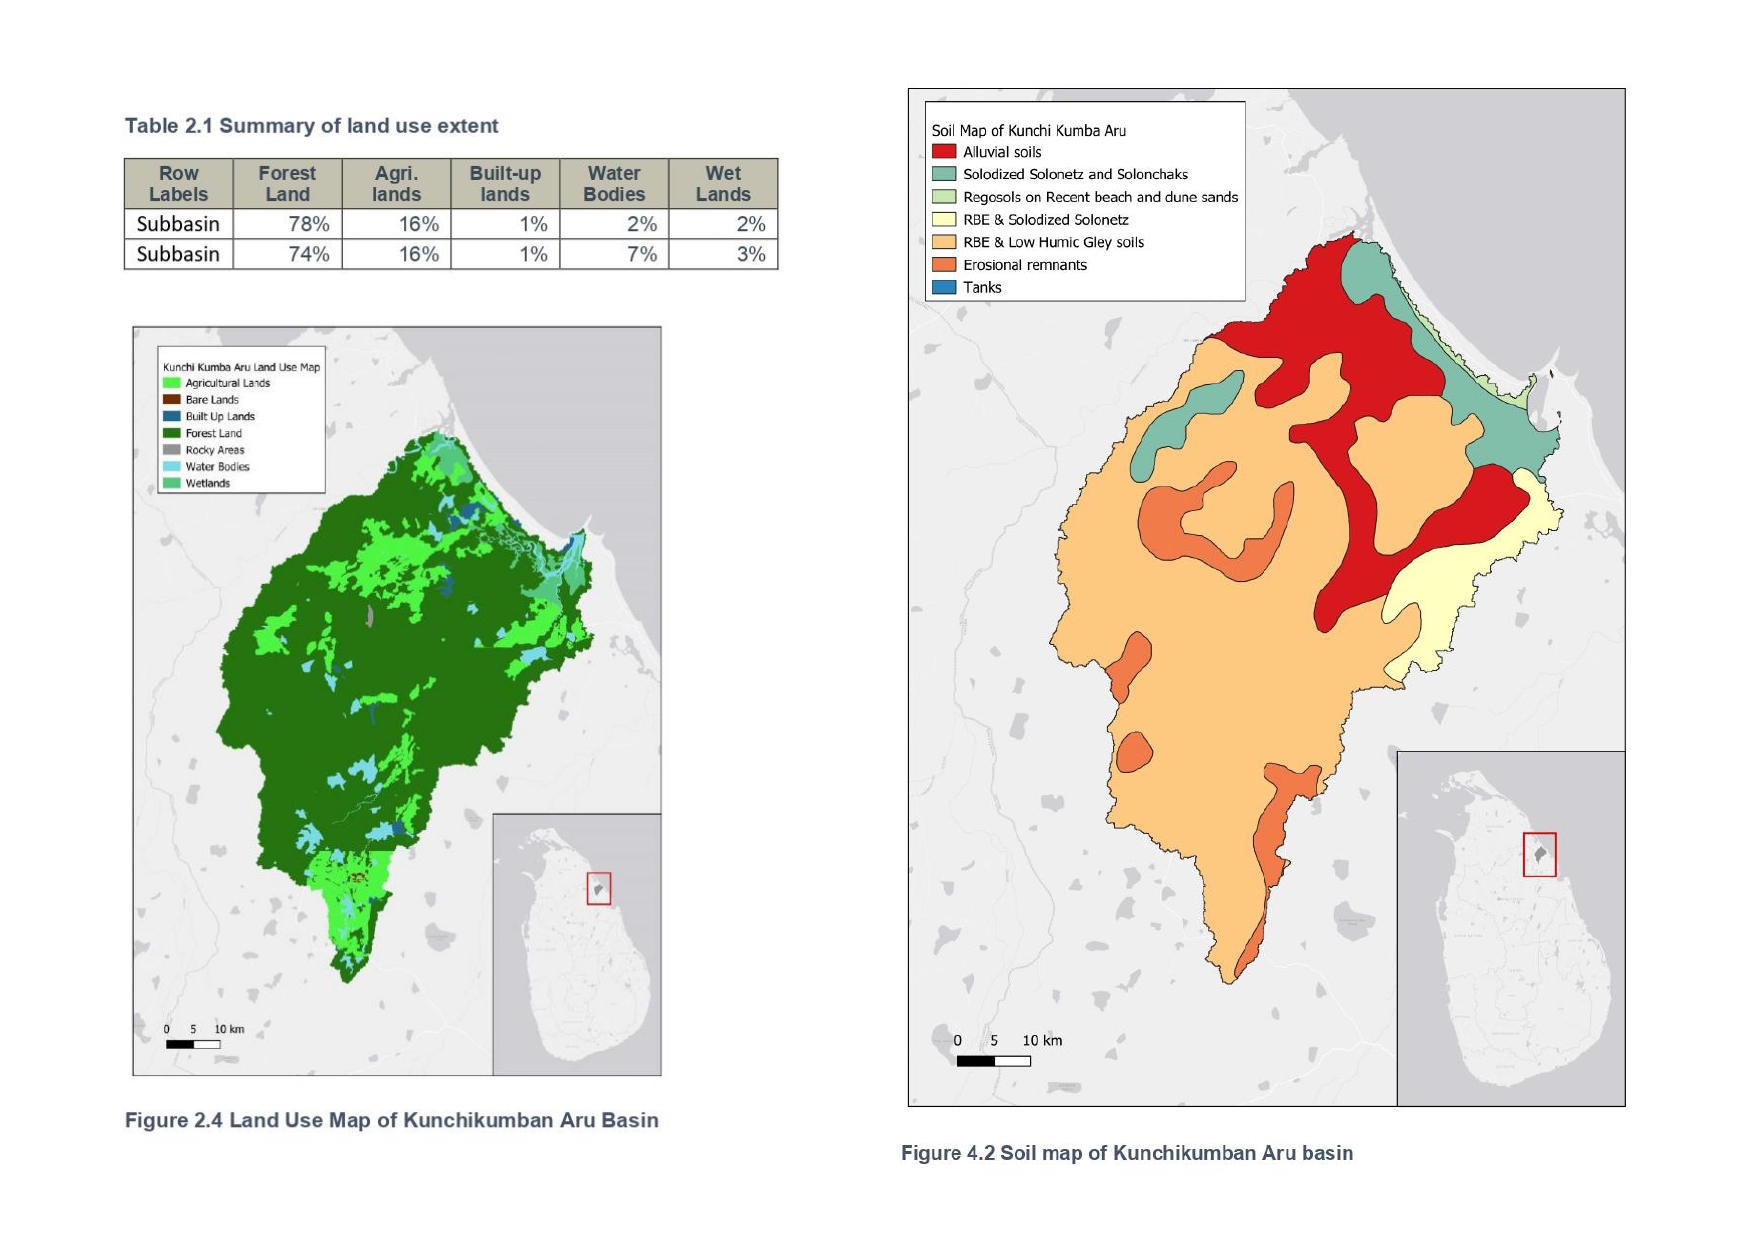 Table 2.1 Summary of land use extent
Row Labels Forest Land Agri. lands Built-up lands Water Bodies Wet Lands
Subbasin 78% 16% 1% 2% 2%
Subbasin 74% 16% 1% 7% 3%
Kunchi Kumba Aru Land Use Map
Agricultural Lands
Bare Lands
Built Up Lands
Forest Land
Rocky Areas
Water Bodies
Wetlands
0 5 10 km
Figure 2.4 Land Use Map of Kunchikumban Aru Basin
Soil Map of Kunchi Kumba Aru
Alluvial soils
Solodized Solonetz and Solonchaks
Regosols on Recent beach and dune sands
RBE & Solodized Solonetz
RBE & Low Humic Gley soils
Erosional remnants
Tanks
0 5 10 km
Figure 4.2 Soil map of Kunchikumban Aru basin